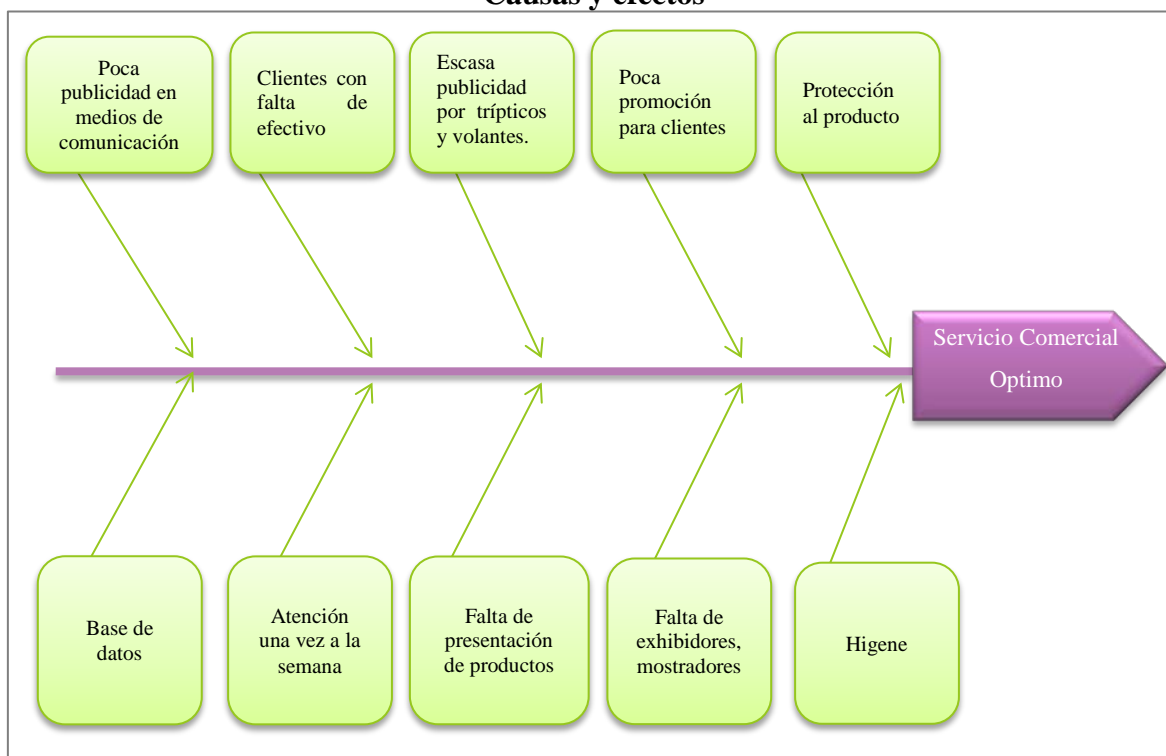 Causas y efectos
Poca
publicidad en
medios de
comunicación
Clientes con
falta de
efectivo
Escasa
publicidad
por trípticos
y volantes.
Poca
promoción
para clientes
Protección
al producto
Servicio Comercial
Optimo
Base de
datos
Atención
una vez a la
semana
Falta de
presentación
de productos
Falta de
exhibidores,
mostradores
Higene